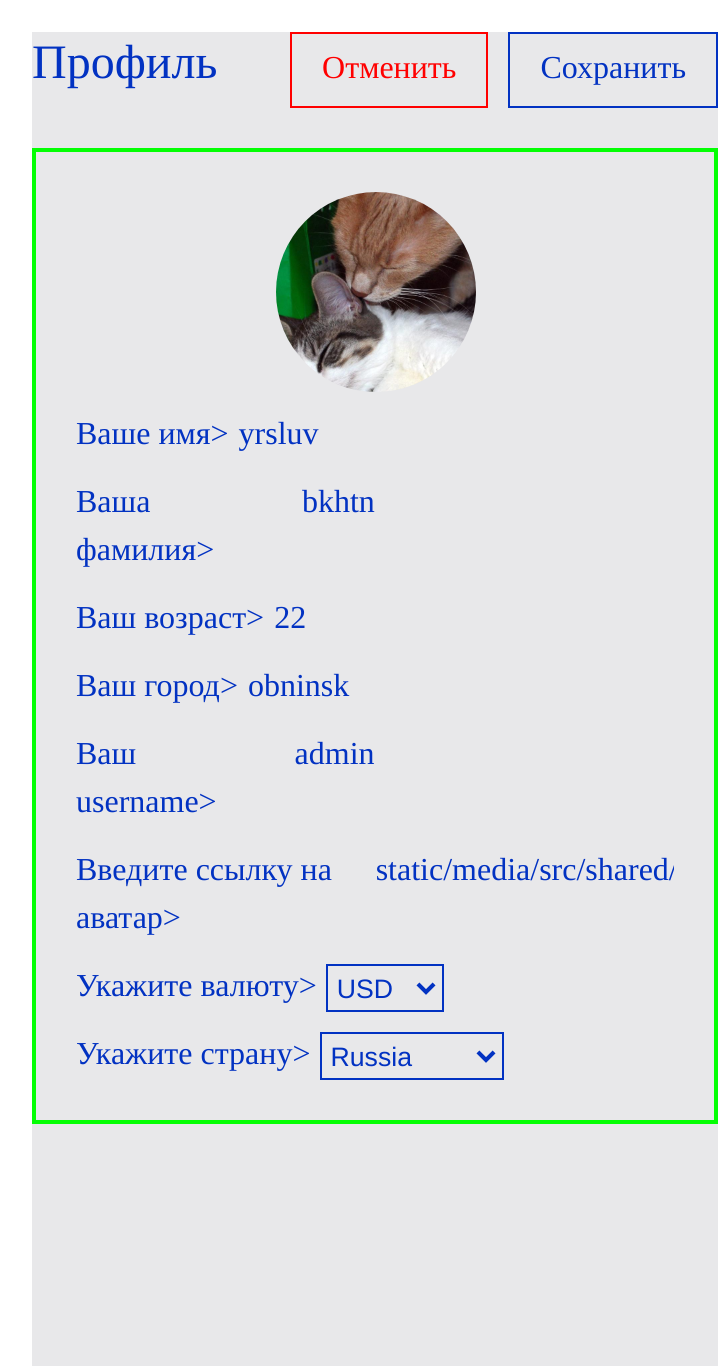 Профиль Отменить Сохранить
Ваше имя> yrsluv
Ваша bkhtn
фамилия>
Ваш возраст> 22
Ваш город> obninsk
Ваш admin
username>
Введите ссылку на static/media/src/shared/
аватар>
Укажите валюту> USD
Укажите страну> Russia